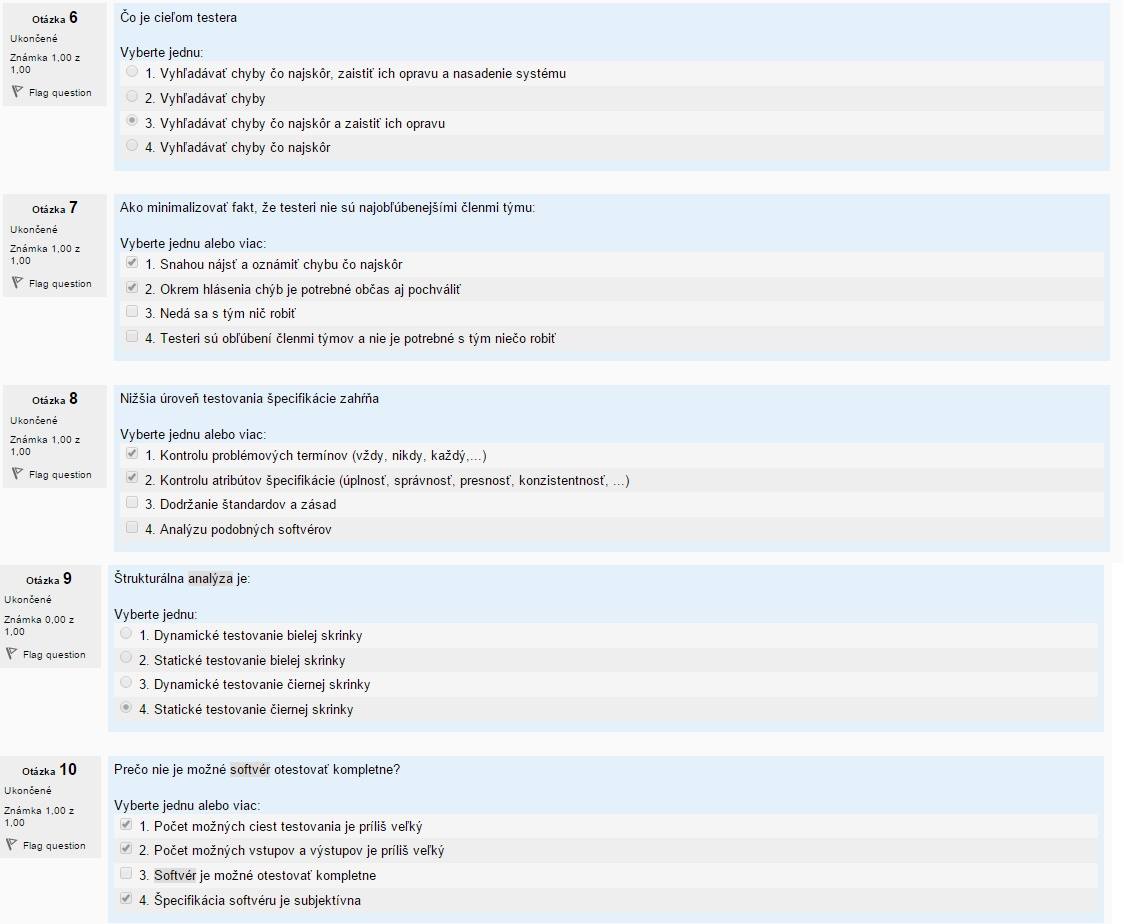 Otázka 6
Ukončené
Známka 1,00 z
1,00
Flag question
Čo je cieľom testera
Vyberte jednu:
1. Vyhľadávať chyby čo najskôr, zaistiť ich opravu a nasadenie systému
2. Vyhľadávať chyby
3. Vyhľadávať chyby čo najskôr a zaistiť ich opravu
4. Vyhľadávať chyby čo najskôr
Otázka 7
Ukončené
Známka 1,00 z
1,00
Flag question
Ako minimalizovať fakt, že testeri nie sú najobľúbenejšími členmi týmu:
Vyberte jednu alebo viac:
1. Snahou nájsť a oznámiť chybu čo najskôr
2. Okrem hlásenia chýb je potrebné občas aj pochváliť
3. Nedá sa s tým nič robiť
4. Testeri sú obľúbení členmi týmov a nie je potrebné s tým niečo robiť
Otázka 8
Ukončené
Známka 1,00 z
1,00
Flag question
Nižšia úroveň testovania špecifikácie zahŕňa
Vyberte jednu alebo viac:
1. Kontrolu problémových termínov (vždy, nikdy, každý,...)
2. Kontrolu atribútov špecifikácie (úplnosť, správnosť, presnosť, konzistentnosť, ...)
3. Dodržanie štandardov a zásad
4. Analýzu podobných softvérov
Otázka 9
Ukončené
Známka 0,00 z
1,00
Flag question
Štrukturálna analýza je:
Vyberte jednu:
1. Dynamické testovanie bielej skrinky
2. Statické testovanie bielej skrinky
3. Dynamické testovanie čiernej skrinky
4. Statické testovanie čiernej skrinky
Otázka 10
Ukončené
Známka 1,00 z
1,00
Flag question
Prečo nie je možné softvér otestovať kompletne?
Vyberte jednu alebo viac:
1. Počet možných ciest testovania je príliš veľký
2. Počet možných vstupov a výstupov je príliš veľký
3. Softvér je možné otestovať kompletne
4. Špecifikácia softvéru je subjektívna